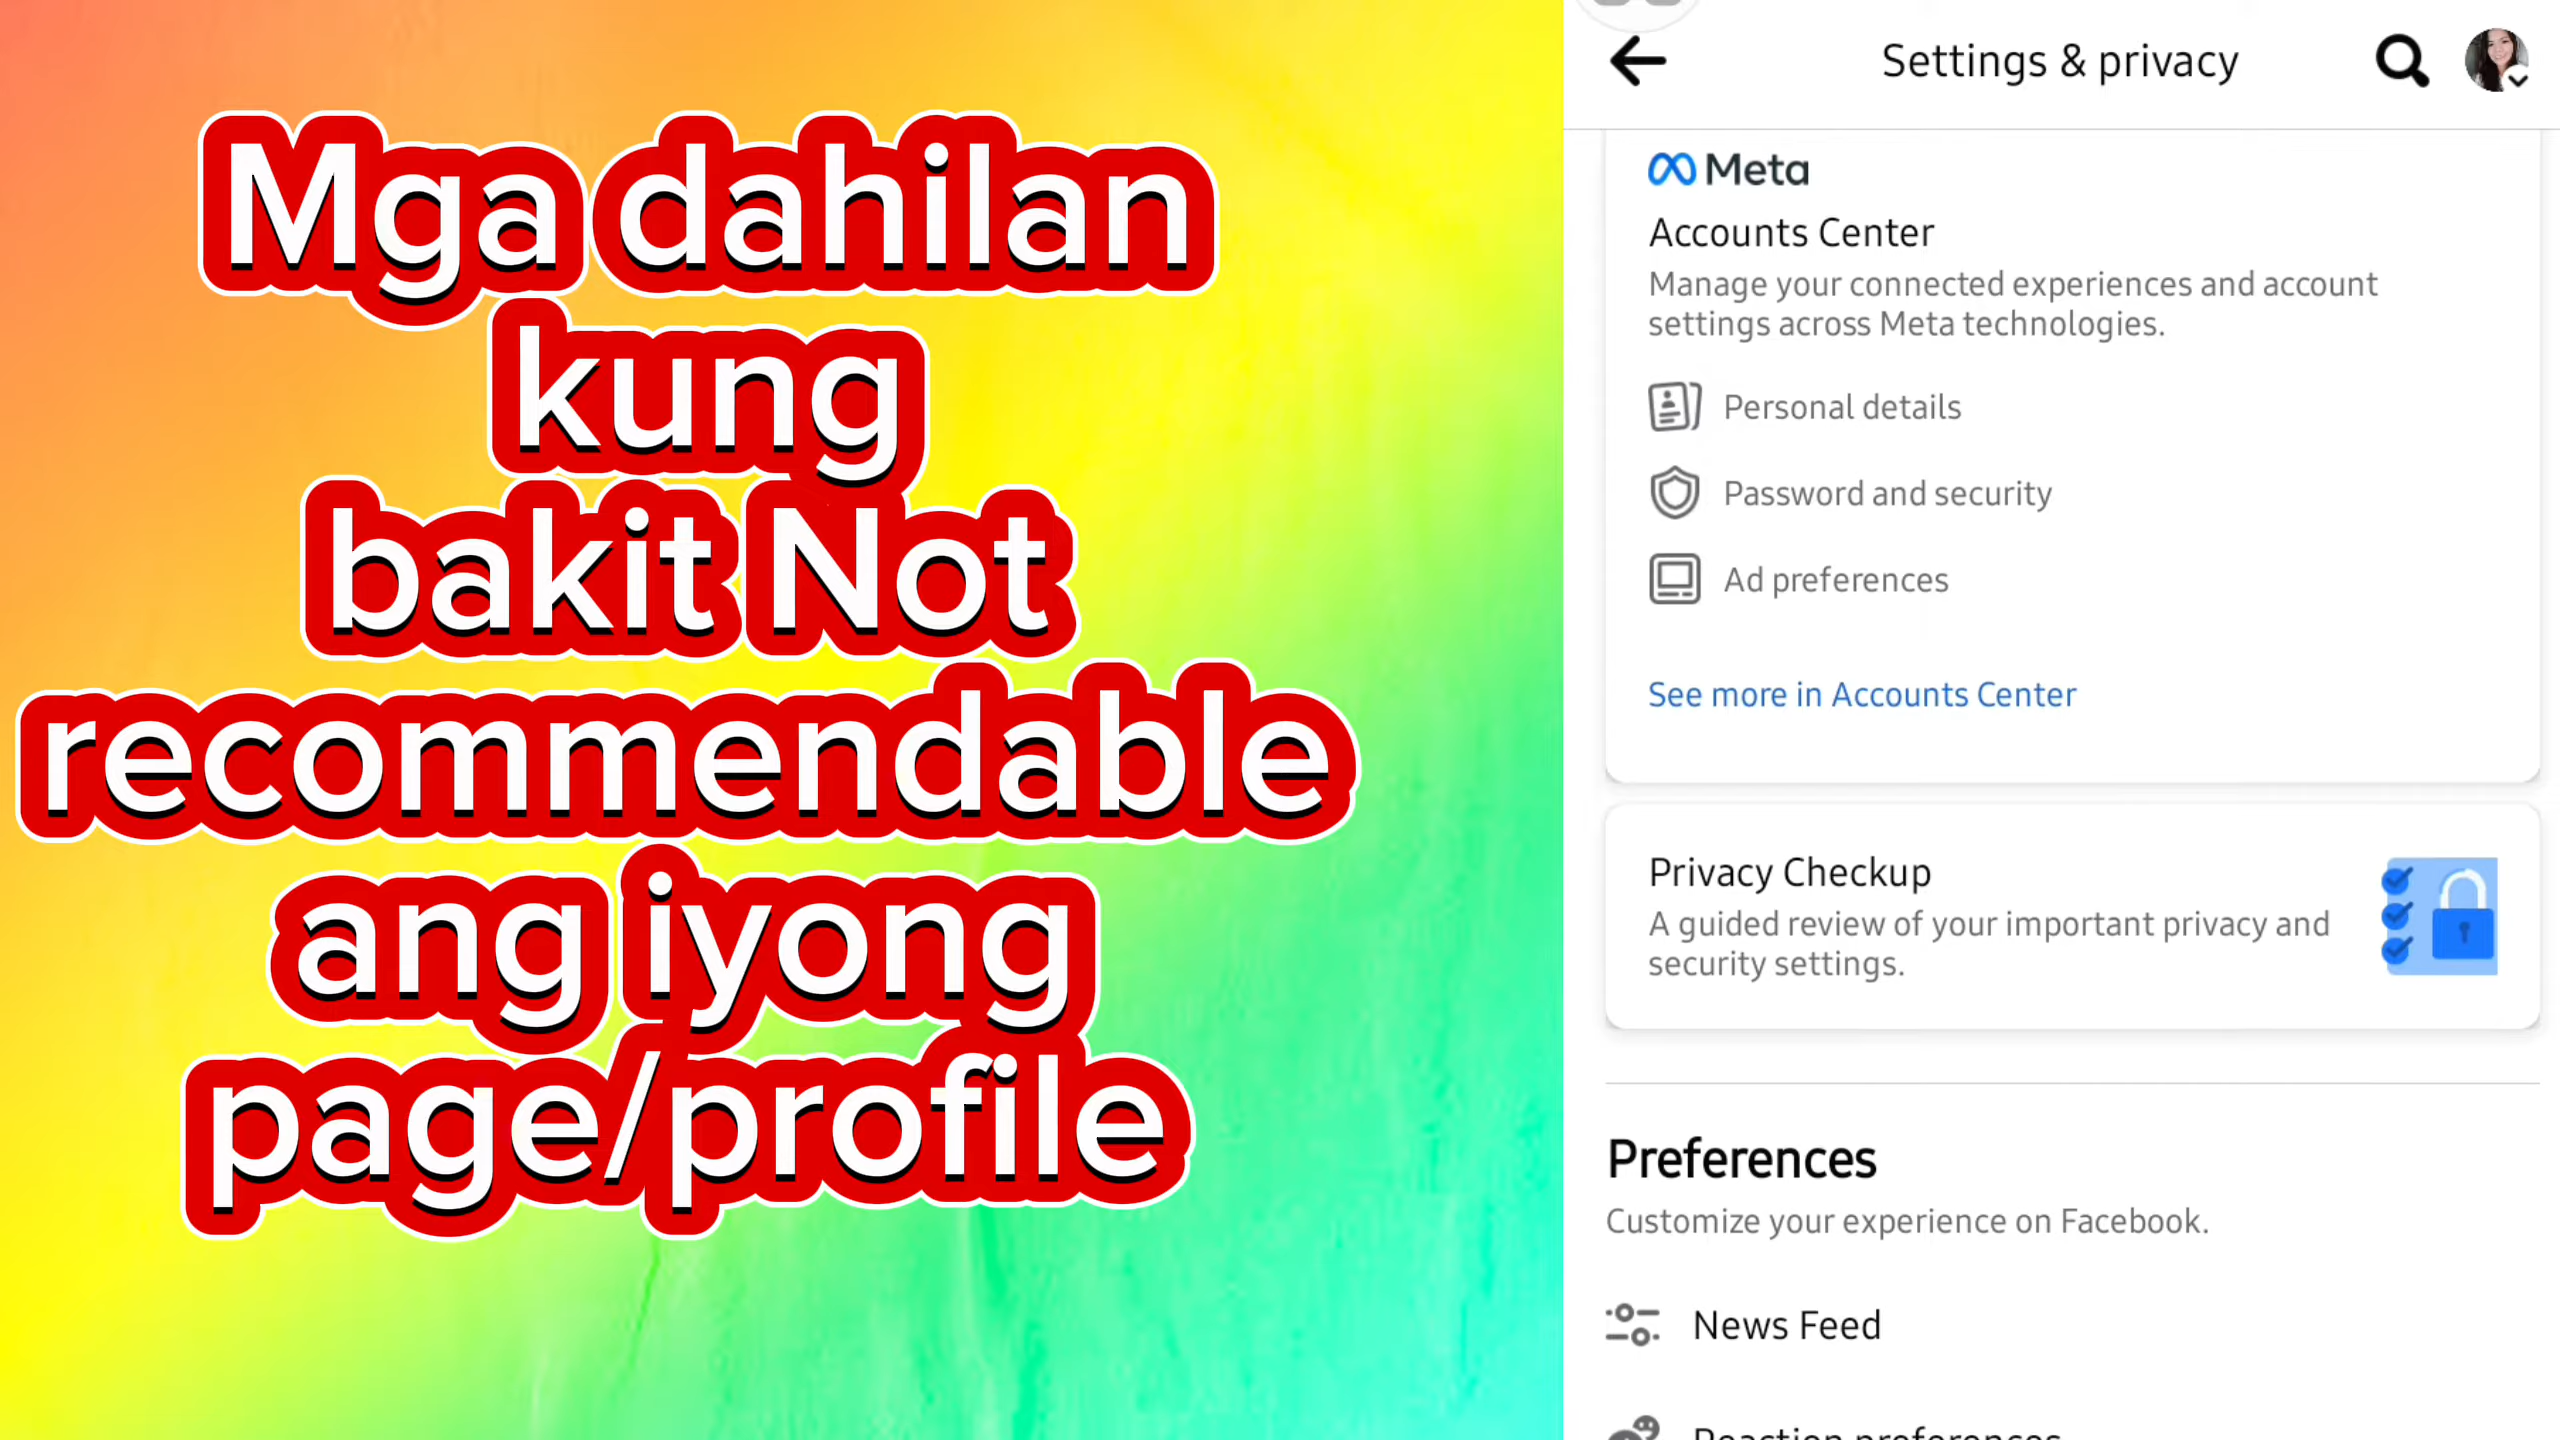 Mga dahilan
kung
bakit Not
recommendable
ang iyong
page/profile
Settings & privacy
Meta
Accounts Center
Manage your connected experiences and account
settings across Meta technologies.
Personal details
Password and security
Ad preferences
See more in Accounts Center
Privacy Checkup
A guided review of your important privacy and
security settings.
Preferences
Customize your experience on Facebook.
News Feed
Reaction preferences